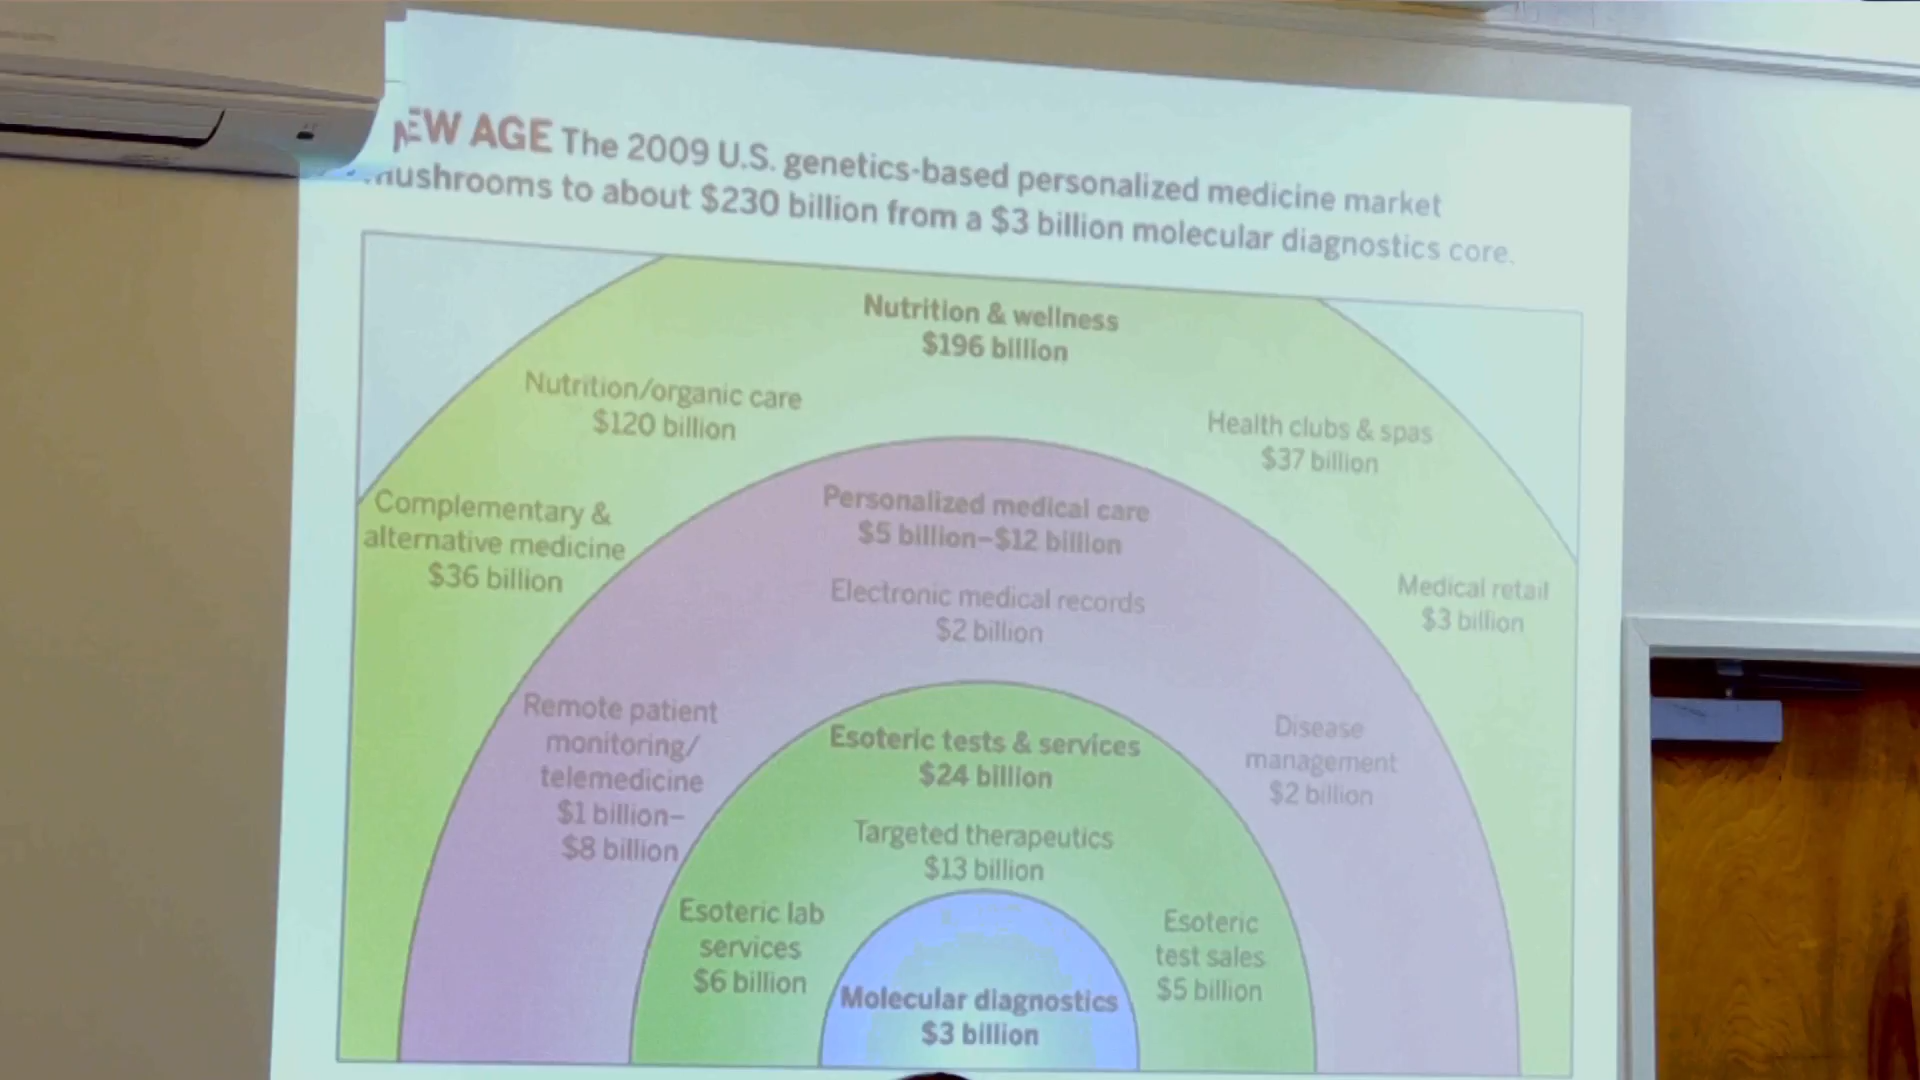 NEW AGE The 2009 U.S. genetics-based personalized medicine market
mushrooms to about $230 billion from a $3 billion molecular diagnostics core.
Nutrition & wellness
$196 billion
Nutrition/organic care
$120 billion
Health clubs & spas
$37 billion
Complementary &
alternative medicine
$36 billion
Medical retail
$3 billion
Personalized medical care
$5 billion–$12 billion
Electronic medical records
$2 billion
Remote patient
monitoring/
telemedicine
$1 billion–
$8 billion
Disease
management
$2 billion
Esoteric tests & services
$24 billion
Targeted therapeutics
$13 billion
Esoteric lab
services
$6 billion
Esoteric
test sales
$5 billion
Molecular diagnostics
$3 billion